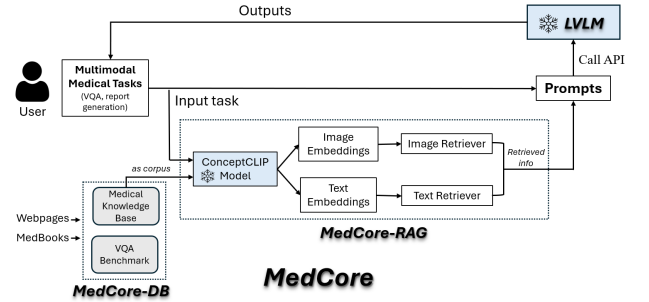 Outputs
LVLM
Call API
Multimodal
Medical Tasks
(VQA, report
generation)
User
Prompts
Input task
ConceptCLIP
Model
Image
Embeddings
Image Retriever
Retrieved
info
Text
Embeddings
Text Retriever
MedCore-RAG
as corpus
Medical
Knowledge
Base
Webpages
MedBooks
VQA
Benchmark
MedCore-DB
MedCore